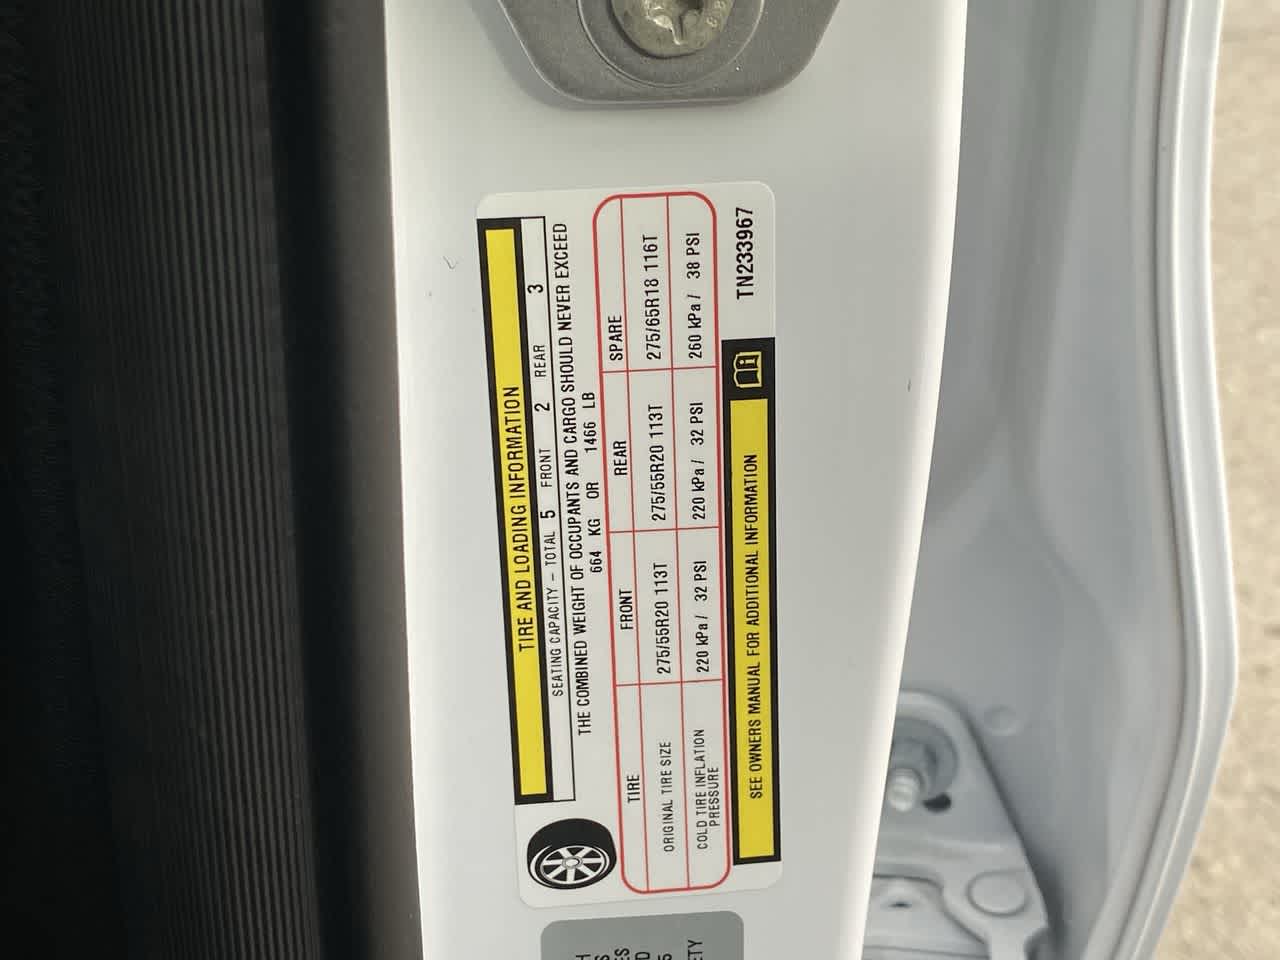 TIRE AND LOADING INFORMATION
SEATING CAPACITY – TOTAL 5 FRONT 2 REAR 3
THE COMBINED WEIGHT OF OCCUPANTS AND CARGO SHOULD NEVER EXCEED
664 KG OR 1466 LB
TIRE FRONT REAR SPARE
ORIGINAL TIRE SIZE 275/55R20 113T 275/55R20 113T 275/65R18 116T
COLD TIRE INFLATION PRESSURE 220 kPa / 32 PSI 220 kPa / 32 PSI 260 kPa / 38 PSI
SEE OWNERS MANUAL FOR ADDITIONAL INFORMATION
TN233967